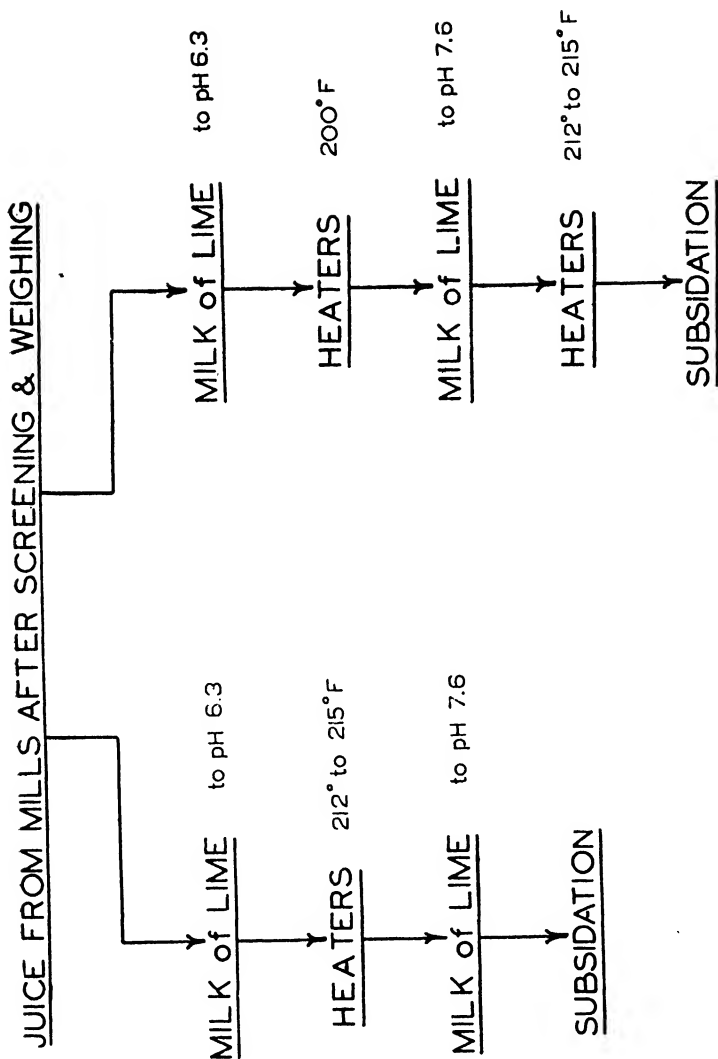 JUICE FROM MILLS AFTER SCREENING & WEIGHING
MILK of LIME to pH 6.3
HEATERS 212° to 215°F
MILK of LIME to pH 7.6
SUBSIDATION
MILK of LIME to pH 6.3
HEATERS 200°F
MILK of LIME to pH 7.6
HEATERS 212° to 215°F
SUBSIDATION